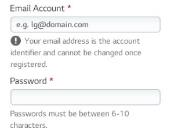 Email Account *
e.g. lg@domain.com
! Your email address is the account
identifier and cannot be changed once
registered.
Password *
Passwords must be between 6-10
characters.